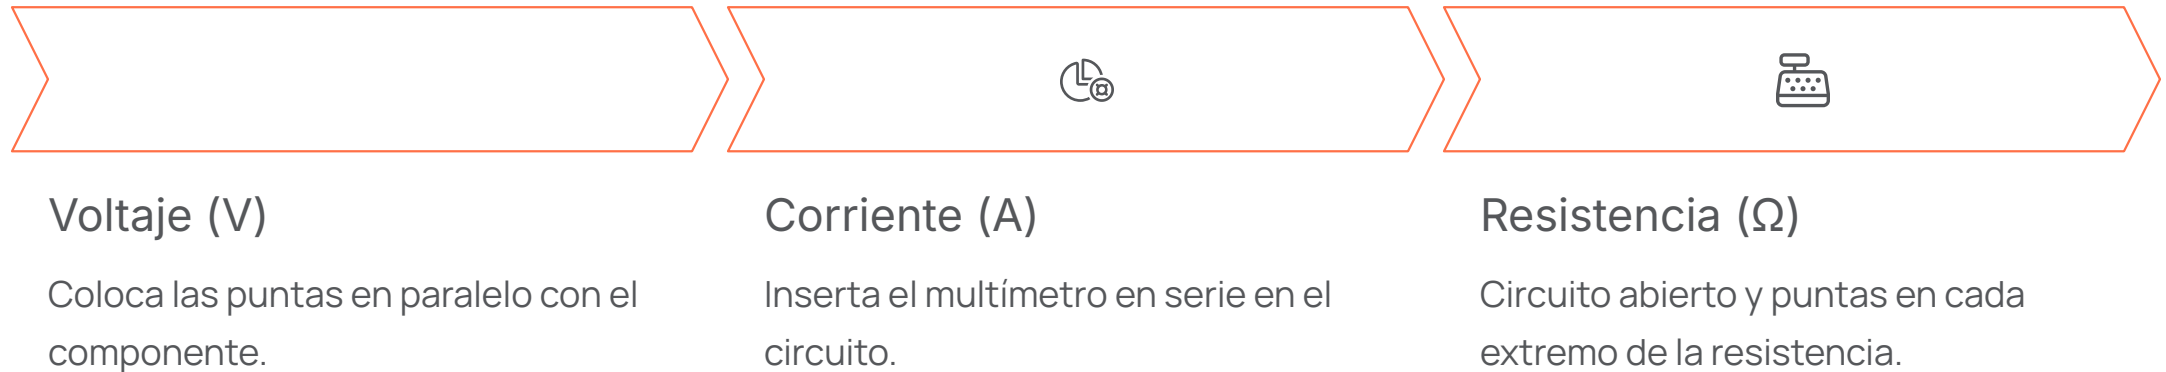 Voltaje (V)
Coloca las puntas en paralelo con el
componente.
Corriente (A)
Inserta el multímetro en serie en el
circuito.
Resistencia (Ω)
Circuito abierto y puntas en cada
extremo de la resistencia.